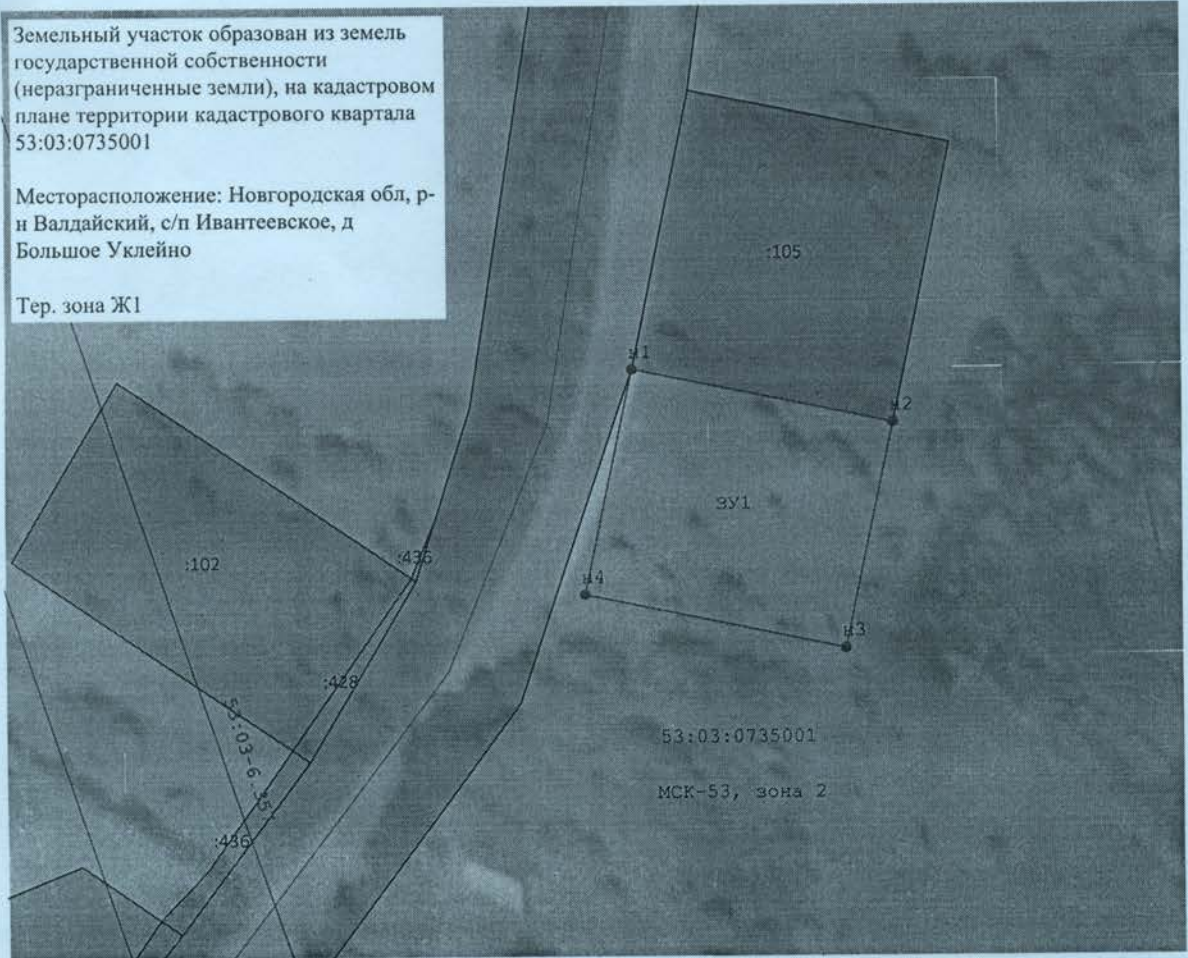 Земельный участок образован из земель
государственной собственности
(неразграниченные земли), на кадастровом
плане территории кадастрового квартала
53:03:0735001
Месторасположение: Новгородская обл, р-
н Валдайский, с/п Ивантеевское, д
Большое Уклейно
Тер. зона Ж1
:105
н1
н2
ЗУ1
:436
:102
н4
н3
:428
53:03-6.35
53:03:0735001
МСК-53, зона 2
:436